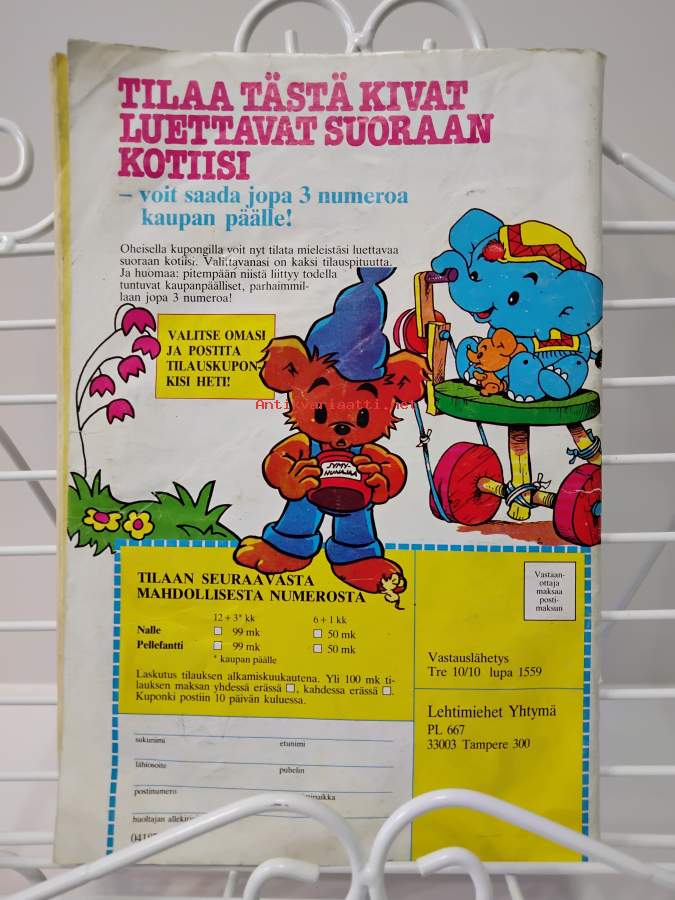 TILAA TÄSTÄ KIVAT
LUETTAVAT SUORAAN
KOTIISI
– voit saada jopa 3 numeroa
kaupan päälle!
Oheisella kupongilla voit nyt tilata mieleistäsi luettavaa
suoraan kotiisi. Valittavanasi on kaksi tilauspituutta.
Ja huomaa: pitempään niistä liittyy todella
tuntuvat kaupanpäälliset, parhaimmil-
laan jopa 3 numeroa!
VALITSE OMASI
JA POSTITA
TILAUSKUPON-
KISI HETI!
Antikvariaatti.net
TILAAN SEURAAVASTA
MAHDOLLISESTA NUMEROSTA
12 + 3* kk 6 + 1 kk
Nalle 99 mk 50 mk
Pellefantti 99 mk 50 mk
* kaupan päälle
Laskutus tilauksen alkamiskuukautena. Yli 100 mk ti-
lauksen maksan yhdessä erässä ☐, kahdessa erässä ☐.
Kuponki postiin 10 päivän kuluessa.
sukunimi etunimi
lähiosoite puhelin
postinumero
huoltajan
Vastaan-
ottaja
maksaa
posti-
maksun
Vastauslähetys
Tre 10/10 lupa 1559
Lehtimiehet Yhtymä
PL 667
33003 Tampere 300